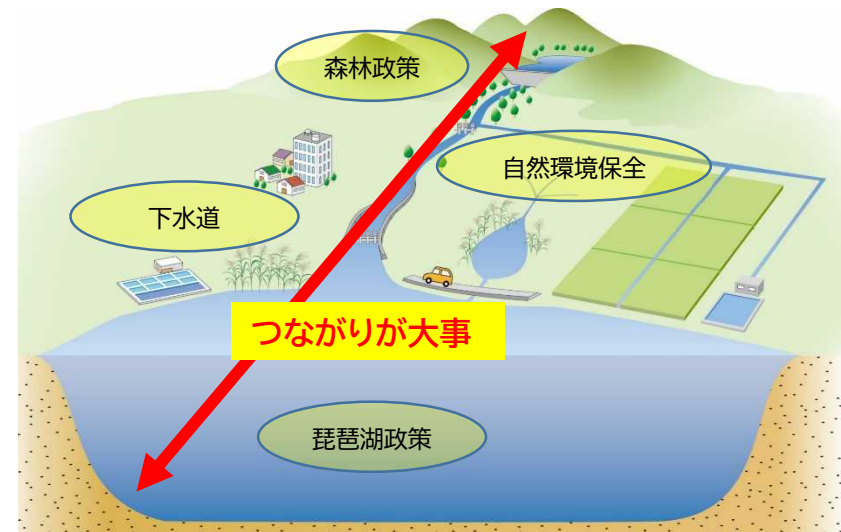 森林政策
自然環境保全
下水道
つながりが大事
琵琶湖政策